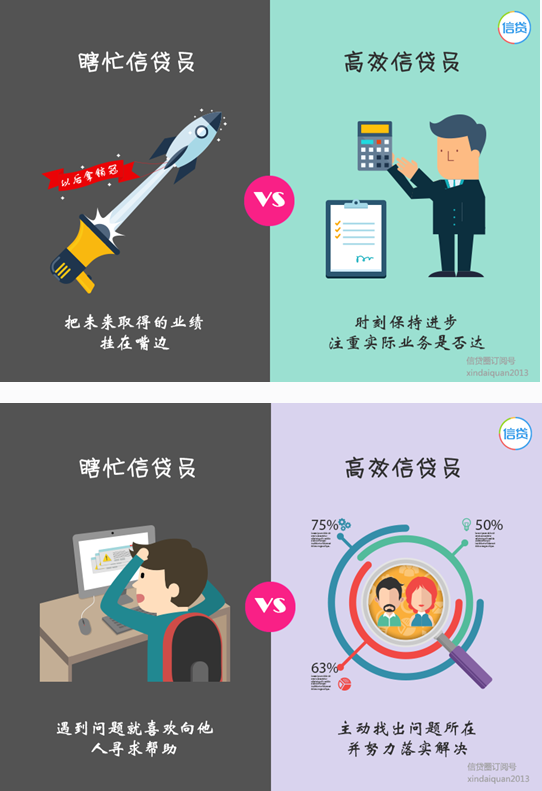 信贷
瞎忙信贷员
高效信贷员
以后拿销冠
VS
把未来取得的业绩
挂在嘴边
时刻保持进步
注重实际业务是否达
信贷圈订阅号
xindaiquan2013
信贷
瞎忙信贷员
高效信贷员
75%
50%
VS
63%
遇到问题就喜欢向他
人寻求帮助
主动找出问题所在
并努力落实解决
信贷圈订阅号
xindaiquan2013